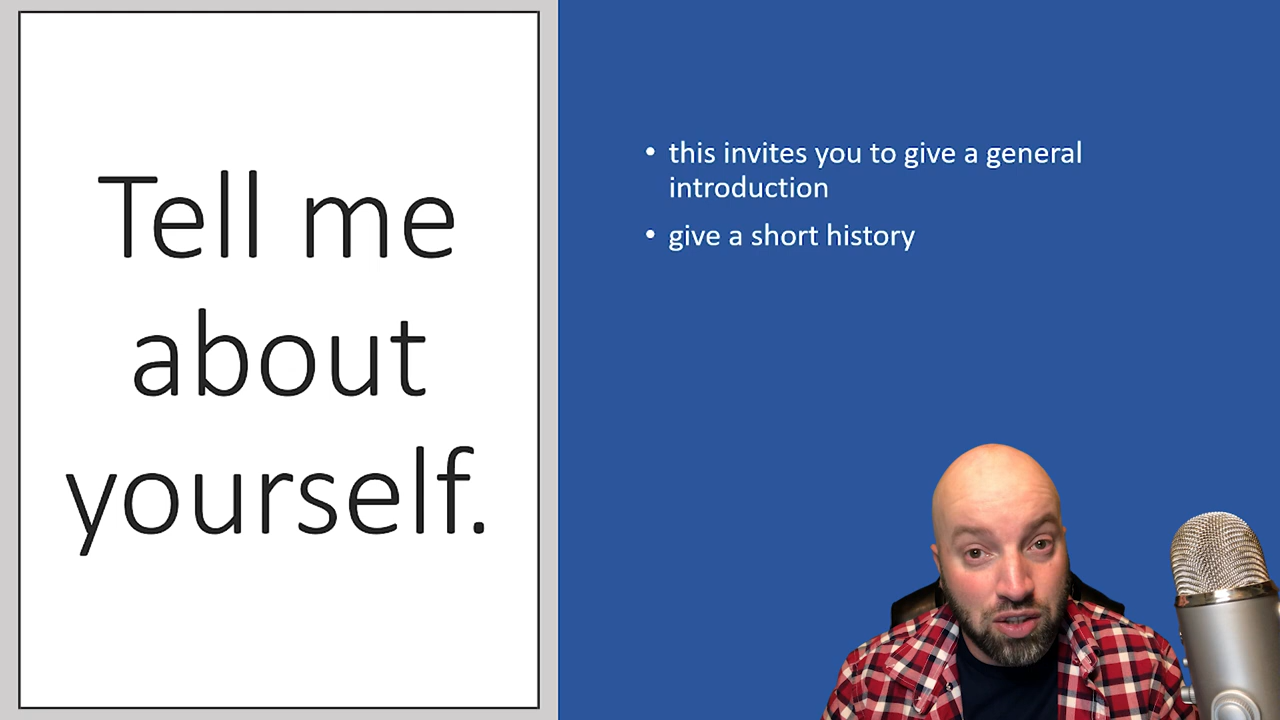 Tell me
about
yourself.
• this invites you to give a general
introduction
• give a short history